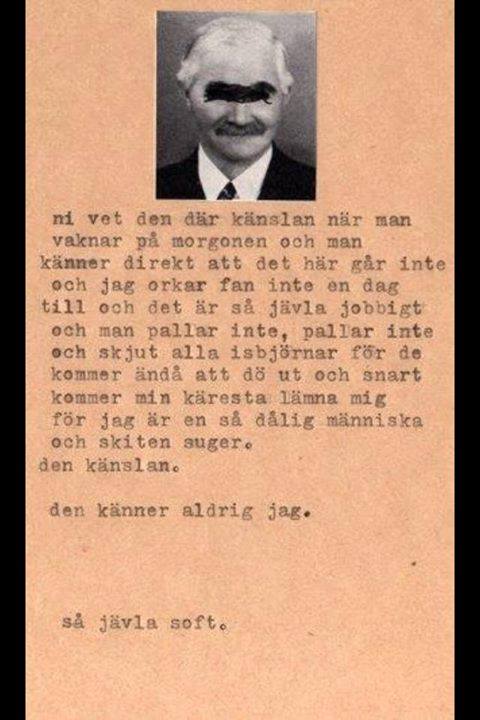 ni vet den där känslan när man
vaknar på morgonen och man
känner direkt att det här går inte
och jag orkar fan inte en dag
till och det är så jävla jobbigt
och man pallar inte, pallar inte
och skjut alla isbjörnar för de
kommer ändå att dö ut och snart
kommer min käresta lämna mig
för jag är en så dålig människa
och skiten suger.
den känslan.
den känner aldrig jag.
så jävla soft.